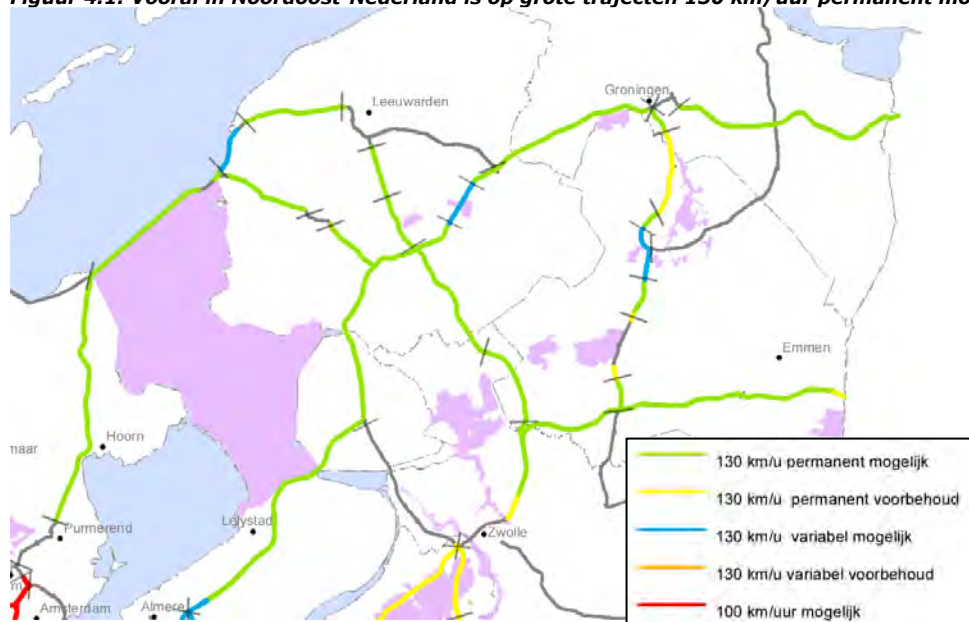 Figuur 4.1: Vooral in Noordoost-Nederland is op grote trajecten 130 km/uur permanent
Leeuwarden
Groningen
Emmen
Hoorn
maar
Purmerend
Lelystad
Zwolle
Amsterdam
Almere
130 km/u permanent mogelijk
130 km/u permanent voorbehoud
130 km/u variabel mogelijk
130 km/u variabel voorbehoud
100 km/uur mogelijk